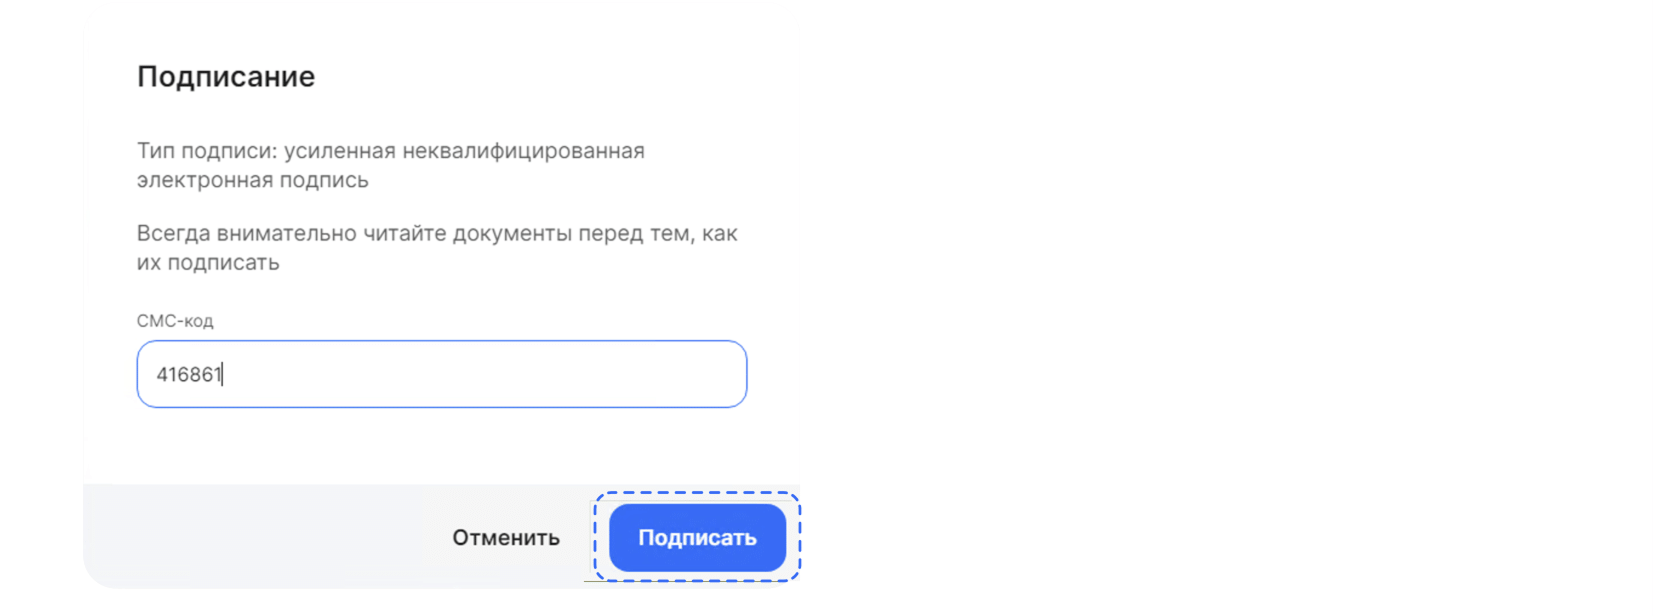 Подписание
Тип подписи: усиленная неквалифицированная
электронная подпись
Всегда внимательно читайте документы перед тем, как
их подписать
СМС-код
416861
Отменить
Подписать